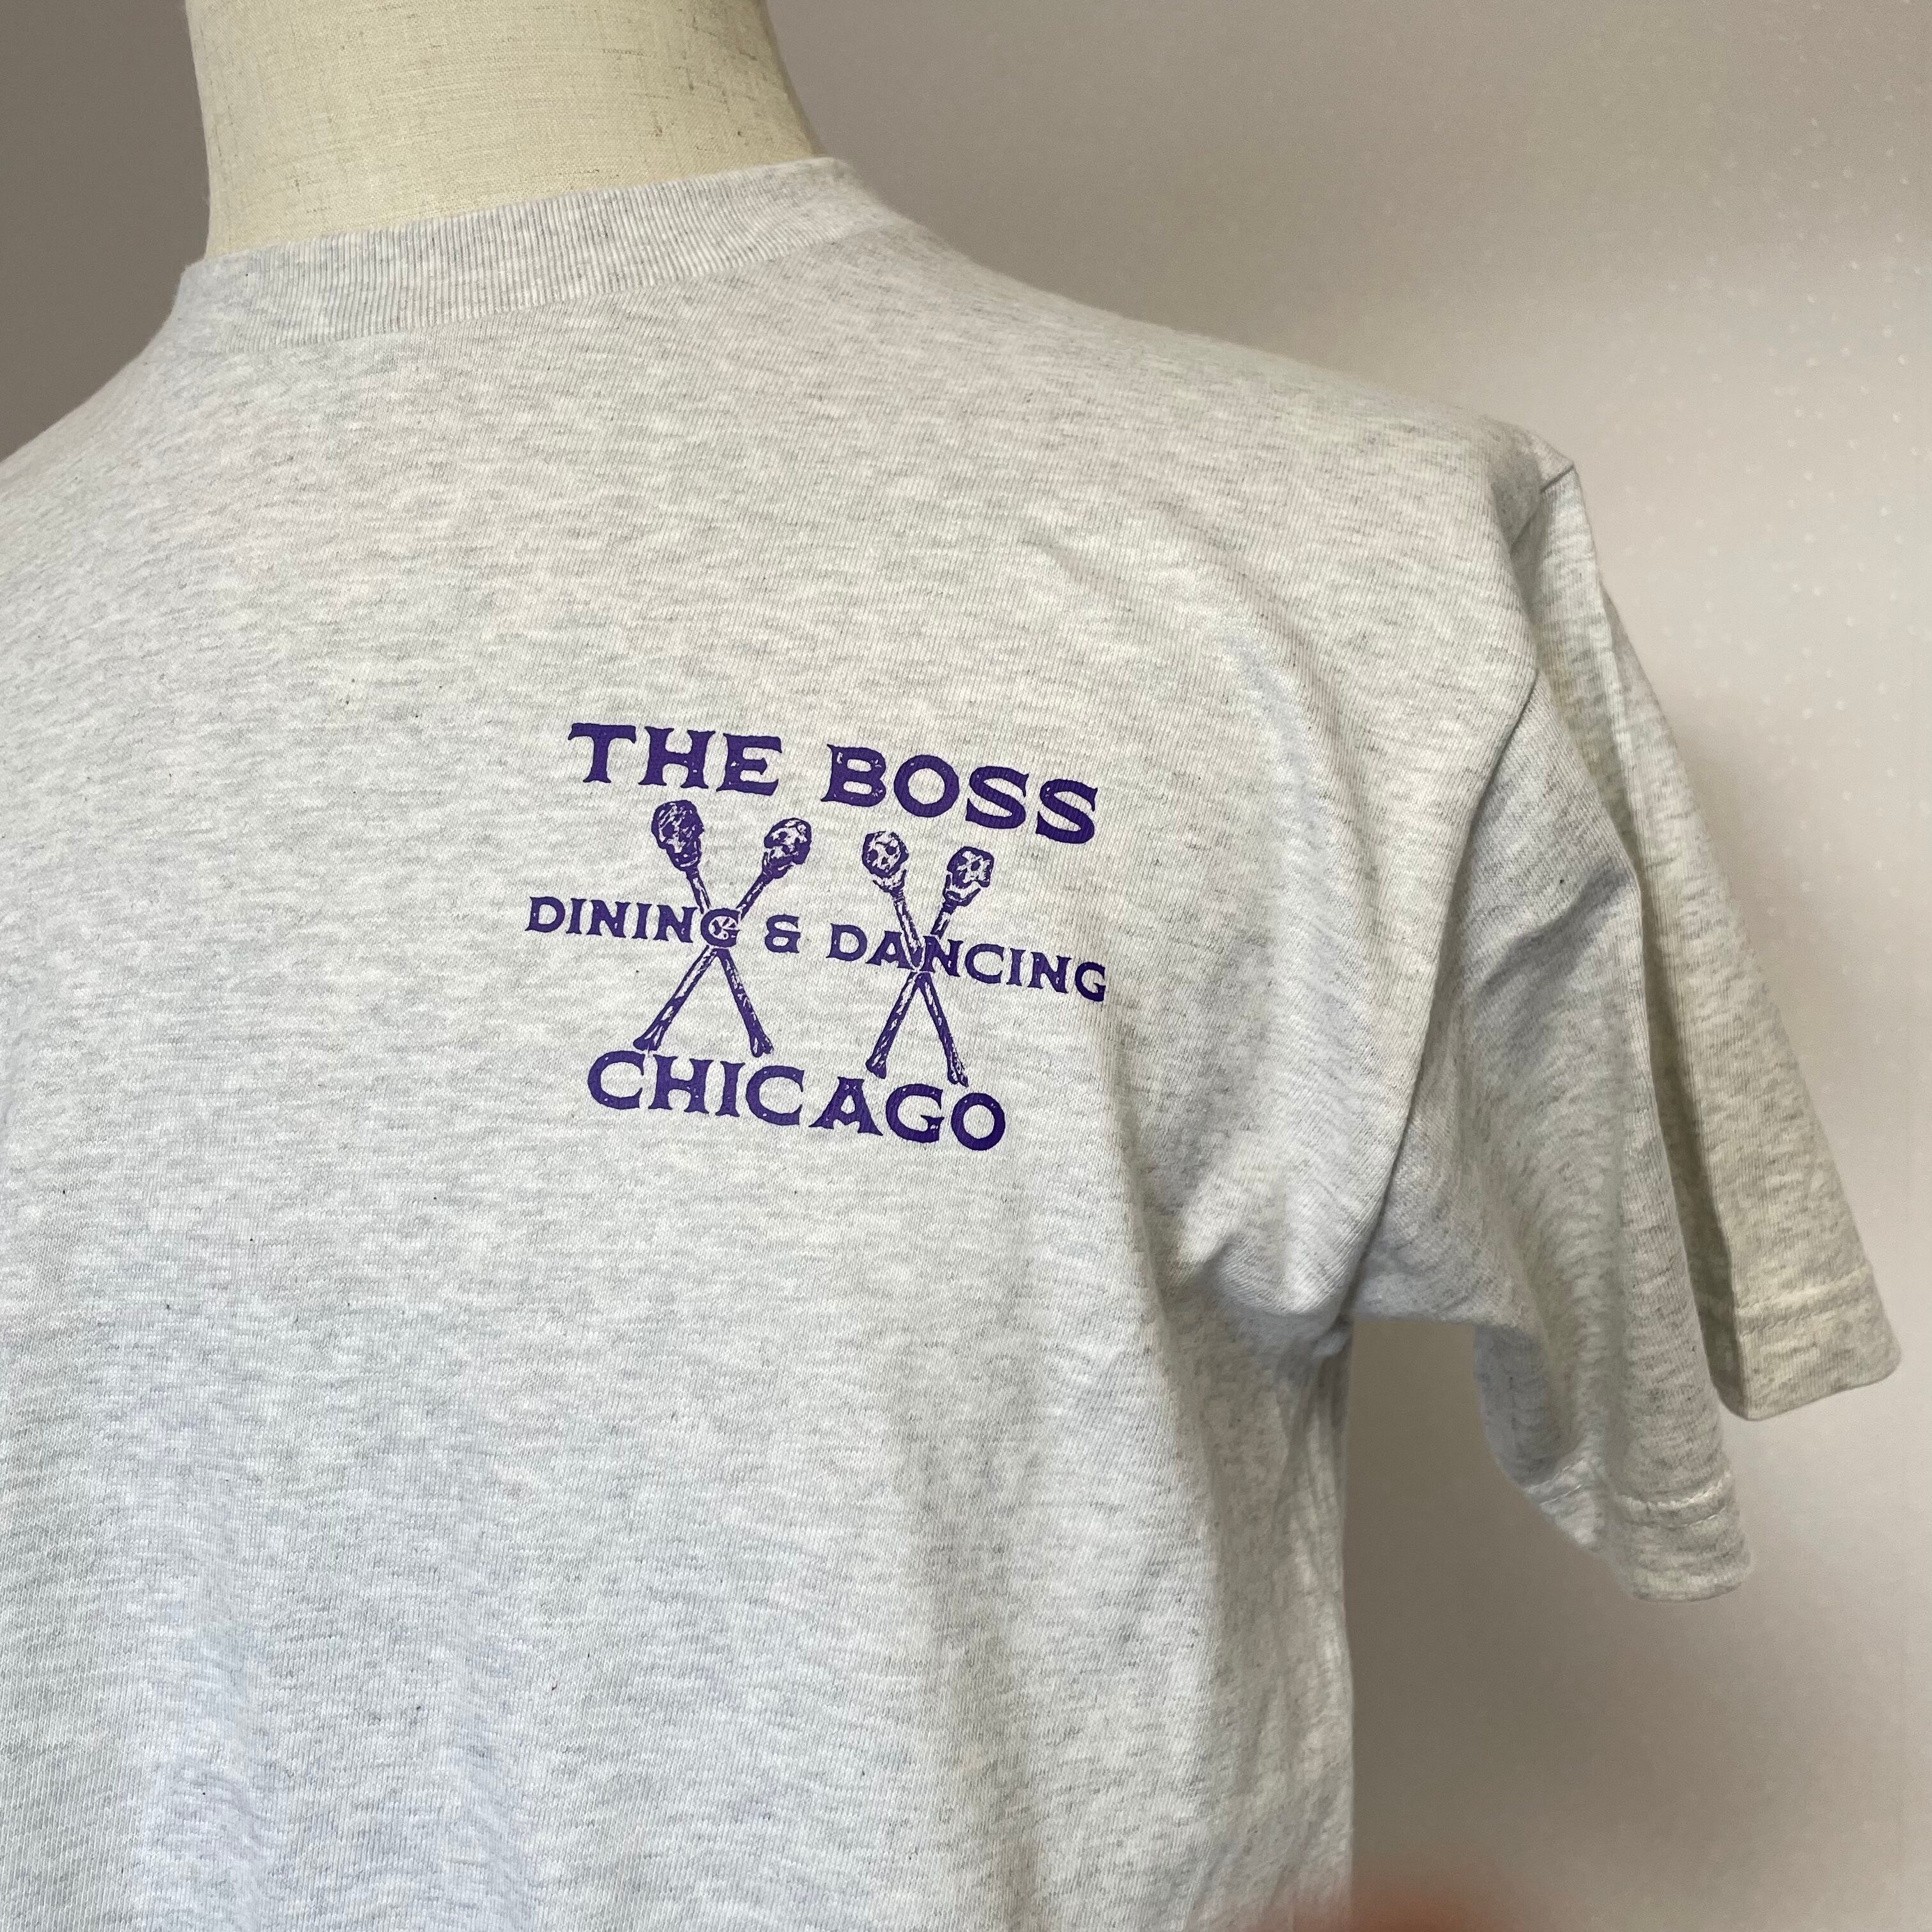 THE BOSS
DINING & DANCING
CHICAGO